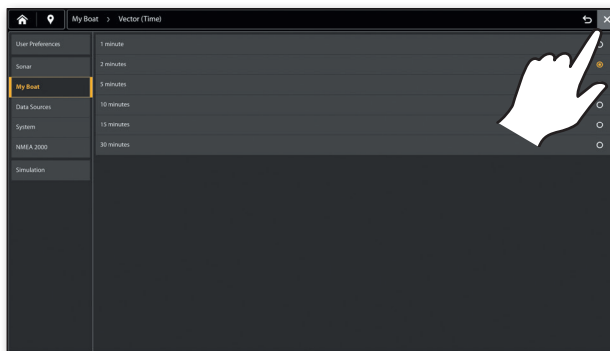 My Boat > Vector (Time)
User Preferences
Sonar
My Boat
Data Sources
System
NMEA 2000
Simulation
1 minute
2 minutes
5 minutes
10 minutes
15 minutes
30 minutes